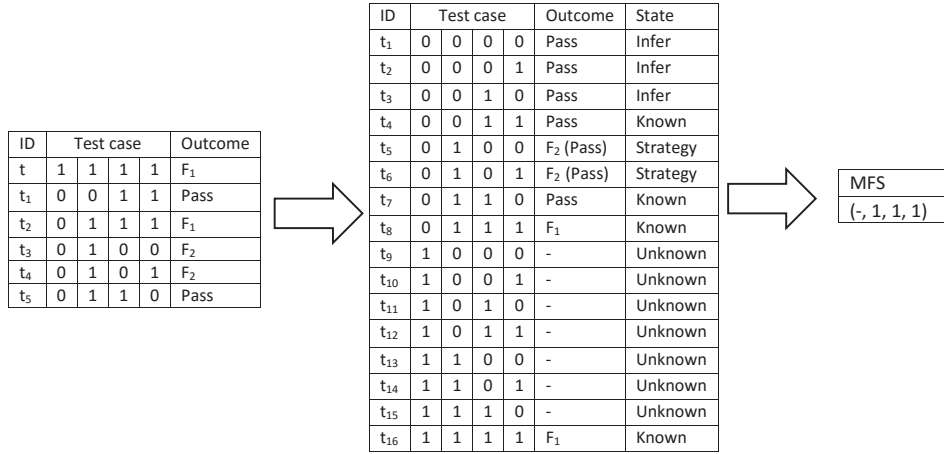 ID Test case Outcome
t 1 1 1 1 F₁
t₁ 0 0 1 1 Pass
t₂ 0 1 1 1 F₁
t₃ 0 1 0 0 F₂
t₄ 0 1 0 1 F₂
t₅ 0 1 1 0 Pass
ID Test case Outcome State
t₁ 0 0 0 0 Pass Infer
t₂ 0 0 0 1 Pass Infer
t₃ 0 0 1 0 Pass Infer
t₄ 0 0 1 1 Pass Known
t₅ 0 1 0 0 F₂ (Pass) Strategy
t₆ 0 1 0 1 F₂ (Pass) Strategy
t₇ 0 1 1 0 Pass Known
t₈ 0 1 1 1 F₁ Known
t₉ 1 0 0 0 - Unknown
t₁₀ 1 0 0 1 - Unknown
t₁₁ 1 0 1 0 - Unknown
t₁₂ 1 0 1 1 - Unknown
t₁₃ 1 1 0 0 - Unknown
t₁₄ 1 1 0 1 - Unknown
t₁₅ 1 1 1 0 - Unknown
t₁₆ 1 1 1 1 F₁ Known
MFS
(-, 1, 1, 1)